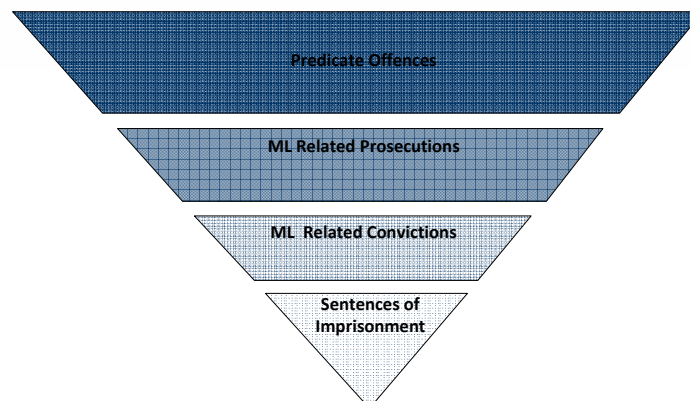 Predicate Offences
ML Related Prosecutions
ML Related Convictions
Sentences of
Imprisonment